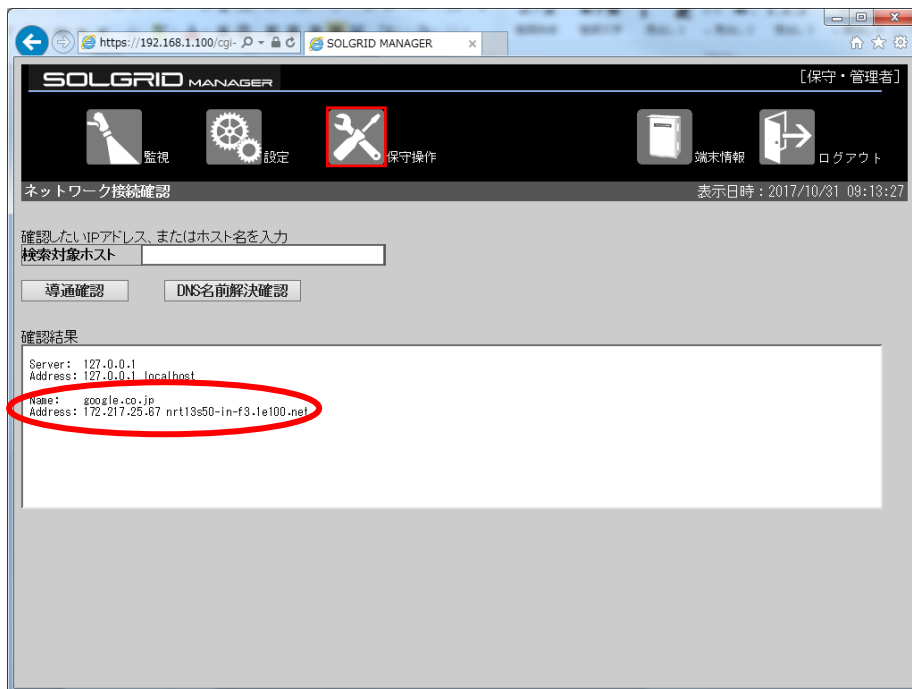 https://192.168.1.100/cgi-
SOLGRID MANAGER
SOLGRID MANAGER
[保守・管理者]
監視
設定
保守操作
端末情報
ログアウト
ネットワーク接続確認
表示日時：2017/10/31 09:13:27
確認したいIPアドレス、またはホスト名を入力
検索対象ホスト
導通確認
DNS名前解決確認
確認結果
Server: 127.0.0.1
Address: 127.0.0.1 localhost
Name: google.co.jp
Address: 172.217.25.67 nrt13s50-in-f3.1e100.net